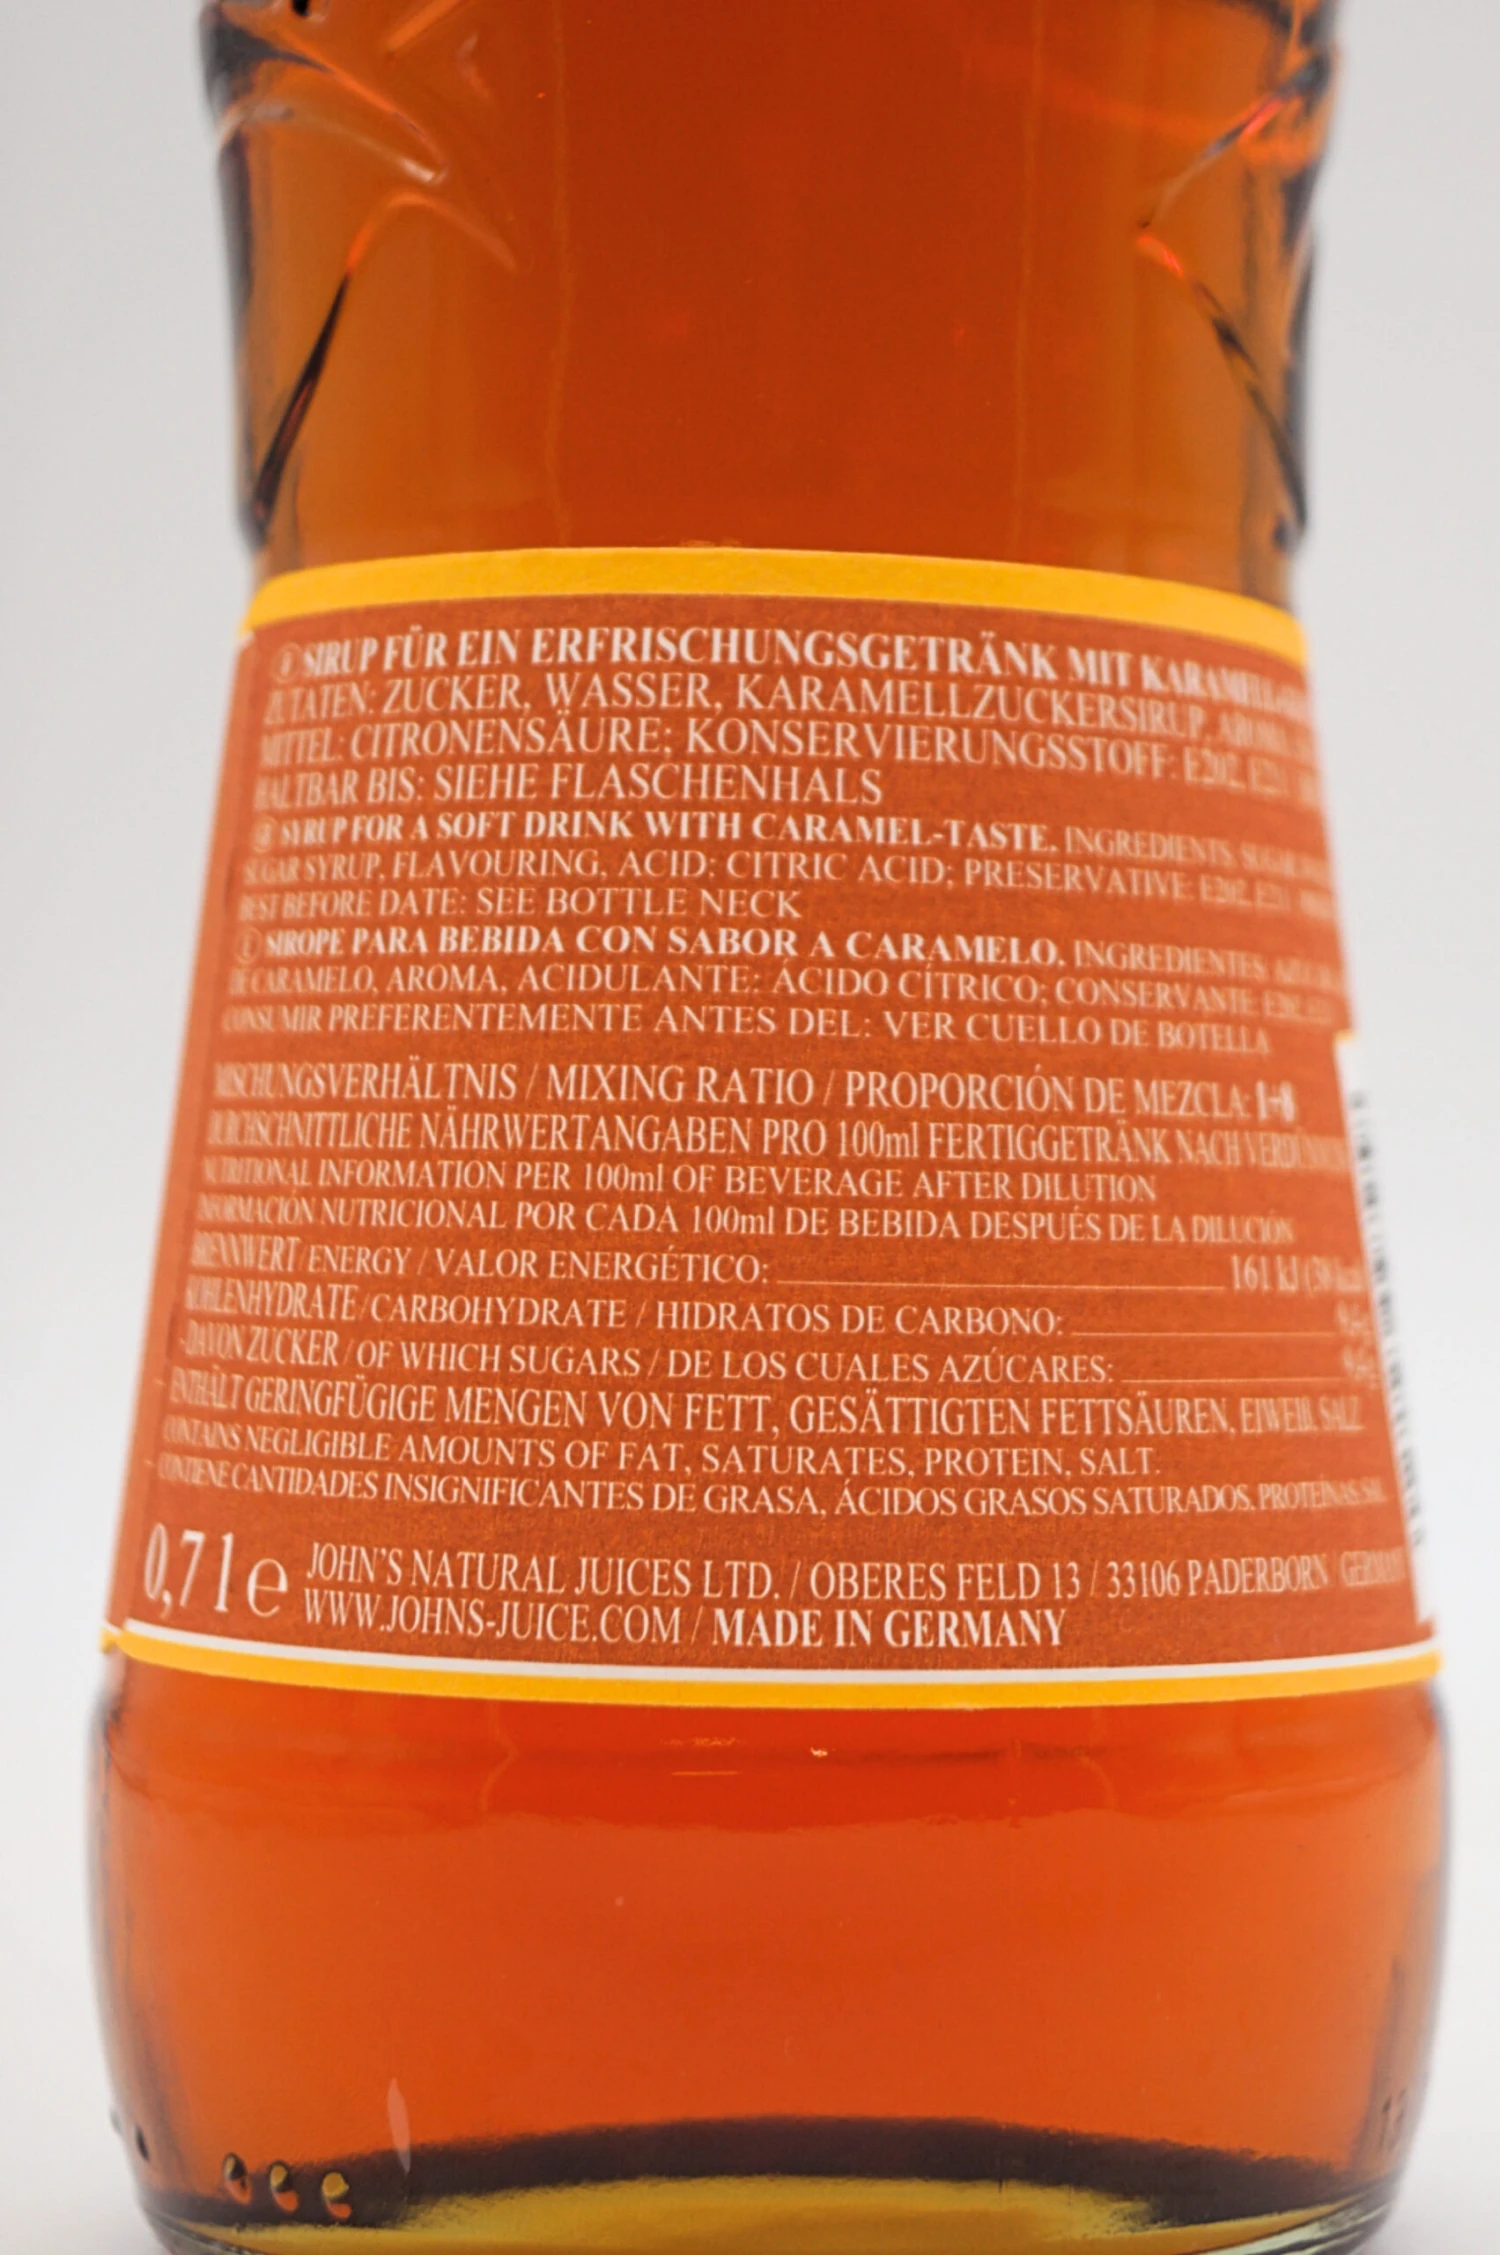 SIRUP FÜR EIN ERFRISCHUNGSGETRÄNK MIT
ZUTATEN: ZUCKER, WASSER, KARAMELLZUCKERSIRUP,
MITTEL: CITRONENSÄURE; KONSERVIERUNGSSTOFF: E202, E211
HALTBAR BIS: SIEHE FLASCHENHALS
SYRUP FOR A SOFT DRINK WITH CARAMEL-TASTE. INGREDIENTS:
SUGAR SYRUP, FLAVOURING, ACID: CITRIC ACID; PRESERVATIVE: E202, E211
BEST BEFORE DATE: SEE BOTTLE NECK
SIROPE PARA BEBIDA CON SABOR A CARAMELO. INGREDIENTES:
DE CARAMELO, AROMA, ACIDULANTE: ÁCIDO CÍTRICO; CONSERVANTE:
CONSUMIR PREFERENTEMENTE ANTES DEL: VER CUELLO DE BOTELLA
MISCHUNGSVERHÄLTNIS / MIXING RATIO / PROPORCIÓN DE MEZCLA: 1+8
DURCHSCHNITTLICHE NÄHRWERTANGABEN PRO 100ml FERTIGGETRÄNK NACH
NUTRITIONAL INFORMATION PER 100ml OF BEVERAGE AFTER DILUTION
INFORMACIÓN NUTRICIONAL POR CADA 100ml DE BEBIDA DESPUÉS DE LA DILUCIÓN
BRENNWERT / ENERGY / VALOR ENERGÉTICO: 161 kJ
KOHLENHYDRATE / CARBOHYDRATE / HIDRATOS DE CARBONO:
-DAVON ZUCKER / OF WHICH SUGARS / DE LOS CUALES AZÚCARES:
ENTHÄLT GERINGFÜGIGE MENGEN VON FETT, GESÄTTIGTEN FETTSÄUREN, EIWEIß, SALZ
CONTAINS NEGLIGIBLE AMOUNTS OF FAT, SATURATES, PROTEIN, SALT.
CONTIENE CANTIDADES INSIGNIFICANTES DE GRASA, ÁCIDOS GRASOS SATURADOS, PROTEÍNAS, SAL
0,7 l e JOHN'S NATURAL JUICES LTD. / OBERES FELD 13 / 33106 PADERBORN GERMANY
WWW.JOHNS-JUICE.COM / MADE IN GERMANY